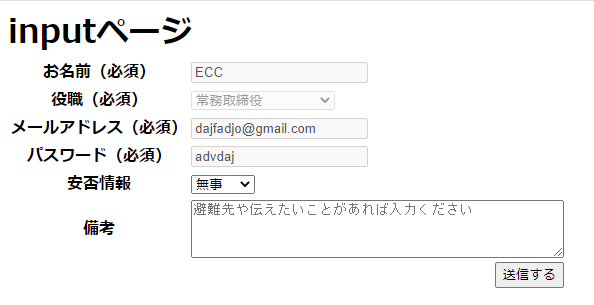 inputページ
お名前（必須） ECC
役職（必須） 常務取締役
メールアドレス（必須） dajfadjo@gmail.com
パスワード（必須） advdaj
安否情報 無事
備考 避難先や伝えたいことがあれば入力ください
送信する